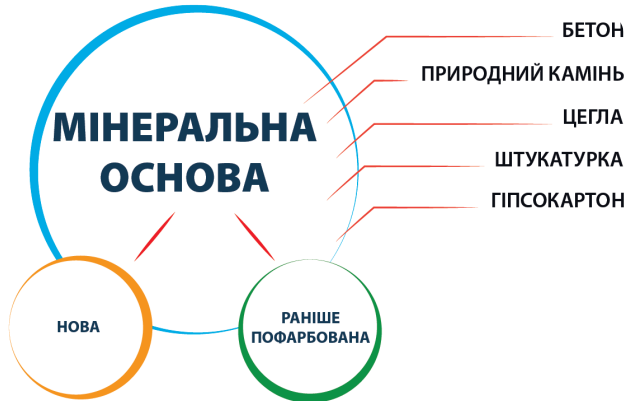 МІНЕРАЛЬНА
ОСНОВА
БЕТОН
ПРИРОДНИЙ КАМІНЬ
ЦЕГЛА
ШТУКАТУРКА
ГІПСОКАРТОН
НОВА
РАНІШЕ
ПОФАРБОВАНА